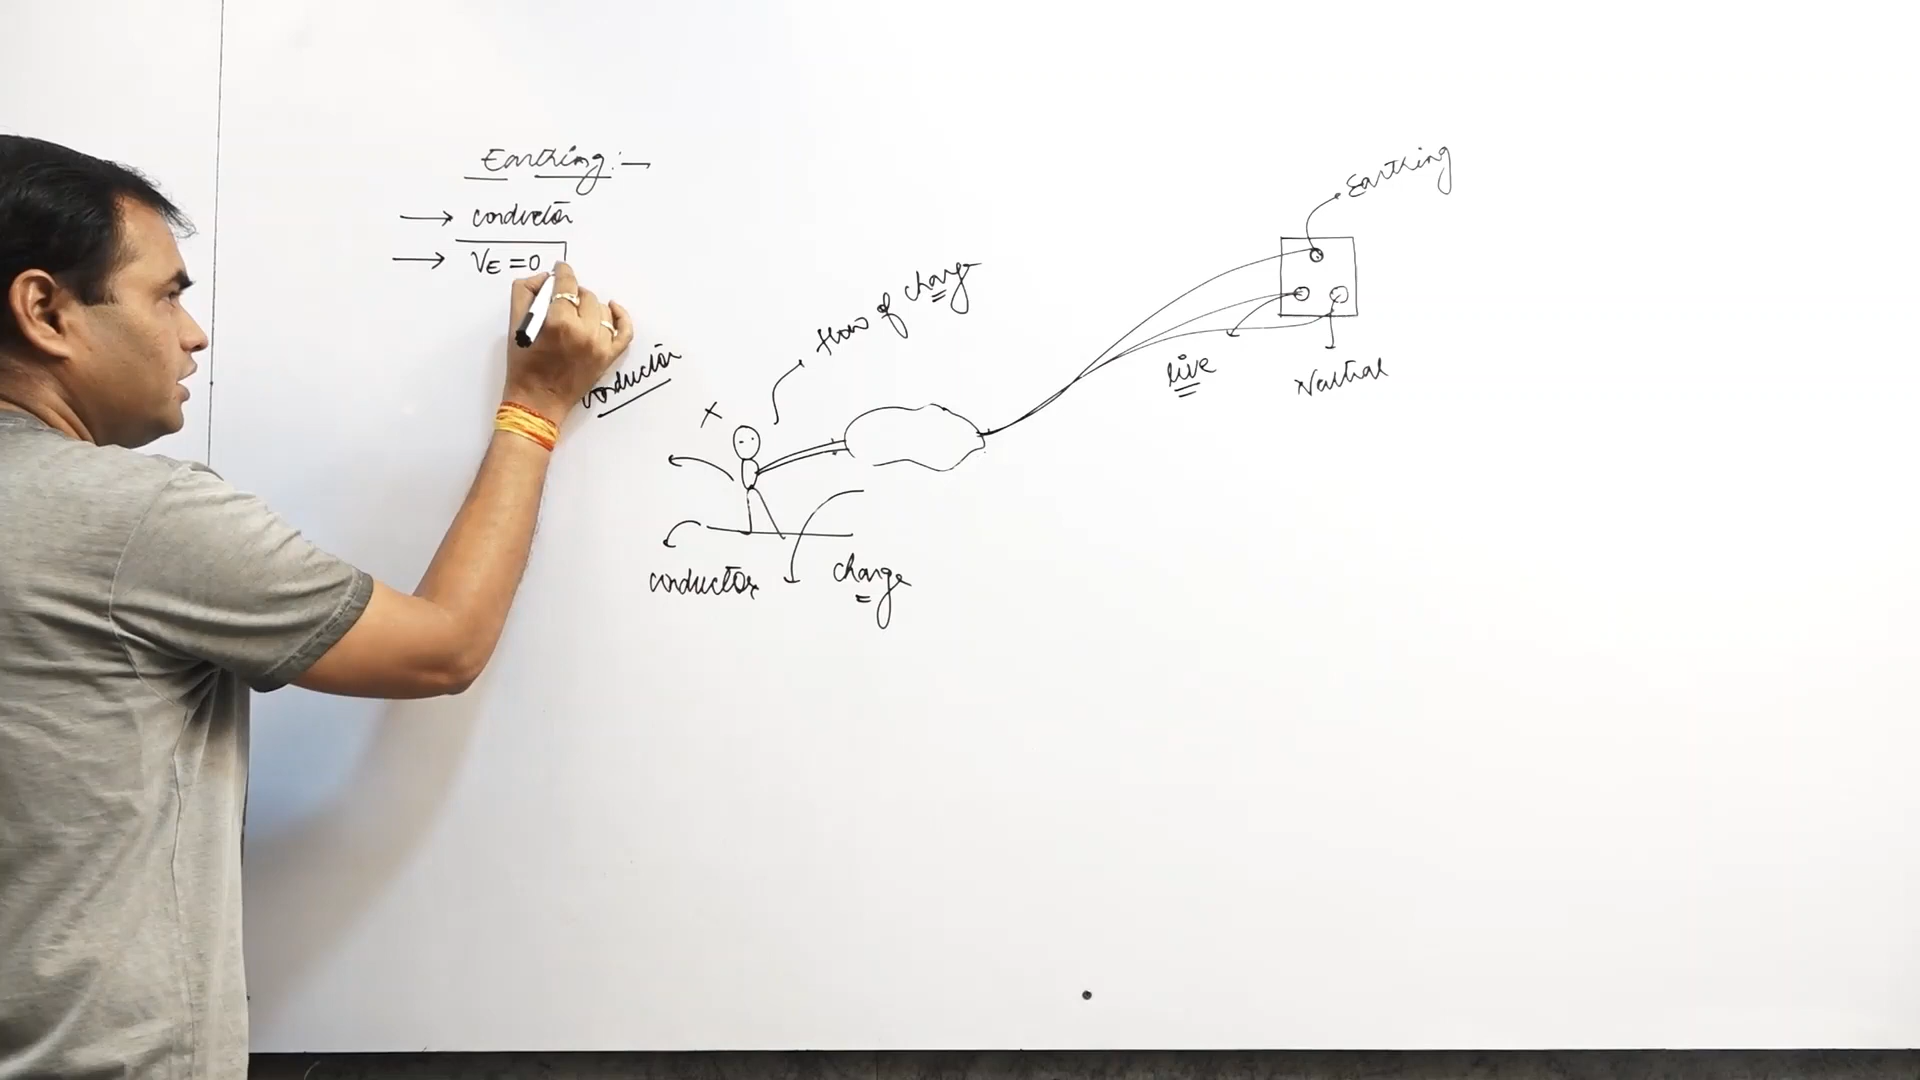 Earthing:-
→ conductor
→ VE = 0
conductor
flow of charge
conductor
charge
Earthing
live
Neutral